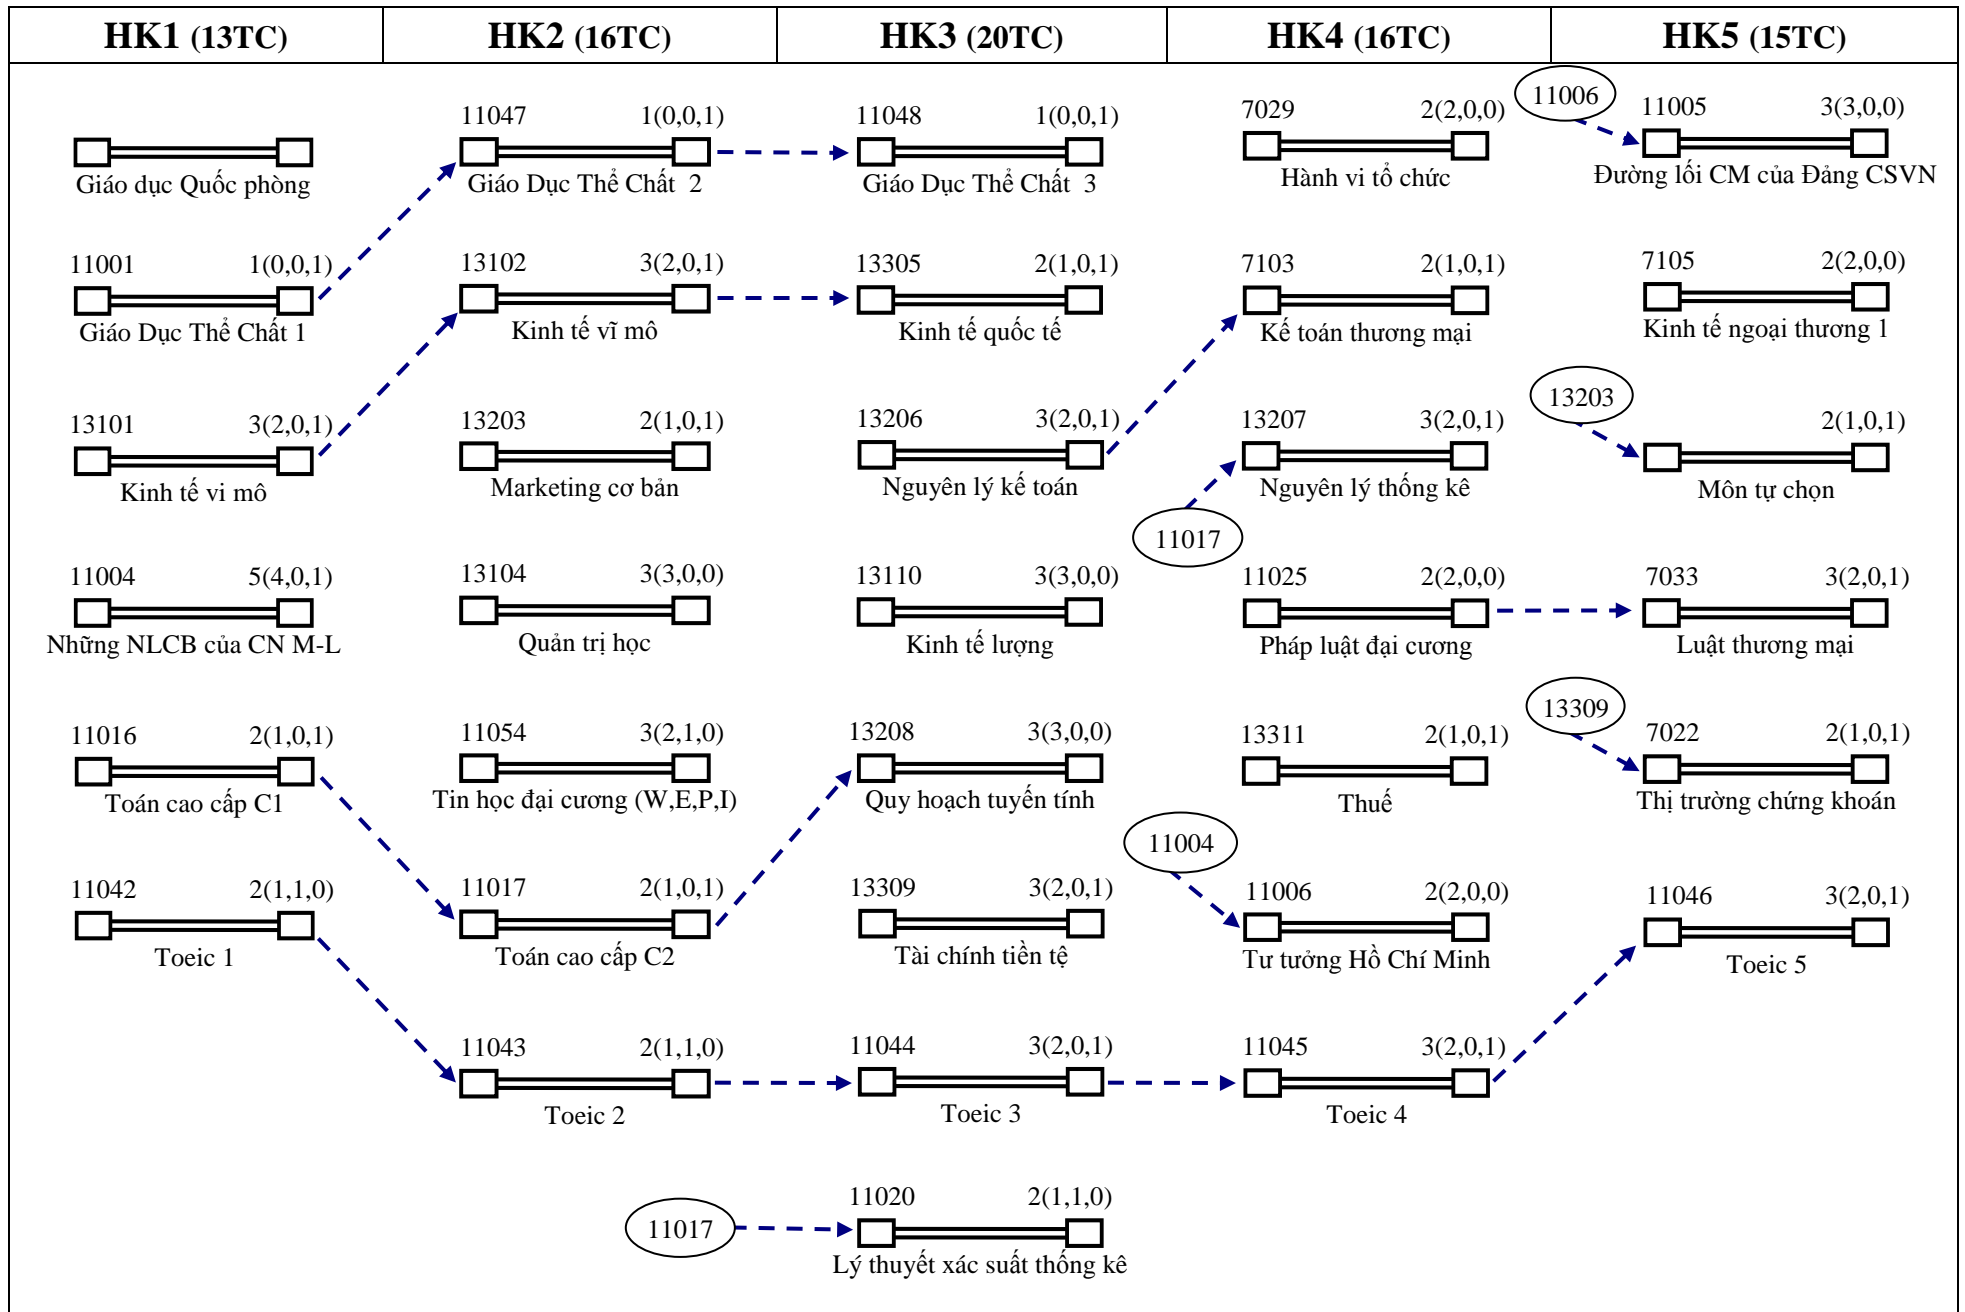 HK1 (13TC) HK2 (16TC) HK3 (20TC) HK4 (16TC) HK5 (15TC)
Giáo dục Quốc phòng
11047 1(0,0,1)
Giáo Dục Thể Chất 2
11048 1(0,0,1)
Giáo Dục Thể Chất 3
7029 2(2,0,0)
Hành vi tổ chức
11006
11005 3(3,0,0)
Đường lối CM của Đảng CSVN
11001 1(0,0,1)
Giáo Dục Thể Chất 1
13102 3(2,0,1)
Kinh tế vĩ mô
13305 2(1,0,1)
Kinh tế quốc tế
7103 2(1,0,1)
Kế toán thương mại
7105 2(2,0,0)
Kinh tế ngoại thương 1
13101 3(2,0,1)
Kinh tế vi mô
13203 2(1,0,1)
Marketing cơ bản
13206 3(2,0,1)
Nguyên lý kế toán
13207 3(2,0,1)
Nguyên lý thống kê
11017
13203
2(1,0,1)
Môn tự chọn
11004 5(4,0,1)
Những NLCB của CN M-L
13104 3(3,0,0)
Quản trị học
13110 3(3,0,0)
Kinh tế lượng
11025 2(2,0,0)
Pháp luật đại cương
7033 3(2,0,1)
Luật thương mại
11016 2(1,0,1)
Toán cao cấp C1
11054 3(2,1,0)
Tin học đại cương (W,E,P,I)
13208 3(3,0,0)
Quy hoạch tuyến tính
13311 2(1,0,1)
Thuế
13309
7022 2(1,0,1)
Thị trường chứng khoán
11042 2(1,1,0)
Toeic 1
11017 2(1,0,1)
Toán cao cấp C2
13309 3(2,0,1)
Tài chính tiền tệ
11004
11006 2(2,0,0)
Tư tưởng Hồ Chí Minh
11046 3(2,0,1)
Toeic 5
11043 2(1,1,0)
Toeic 2
11044 3(2,0,1)
Toeic 3
11045 3(2,0,1)
Toeic 4
11017
11020 2(1,1,0)
Lý thuyết xác suất thống kê